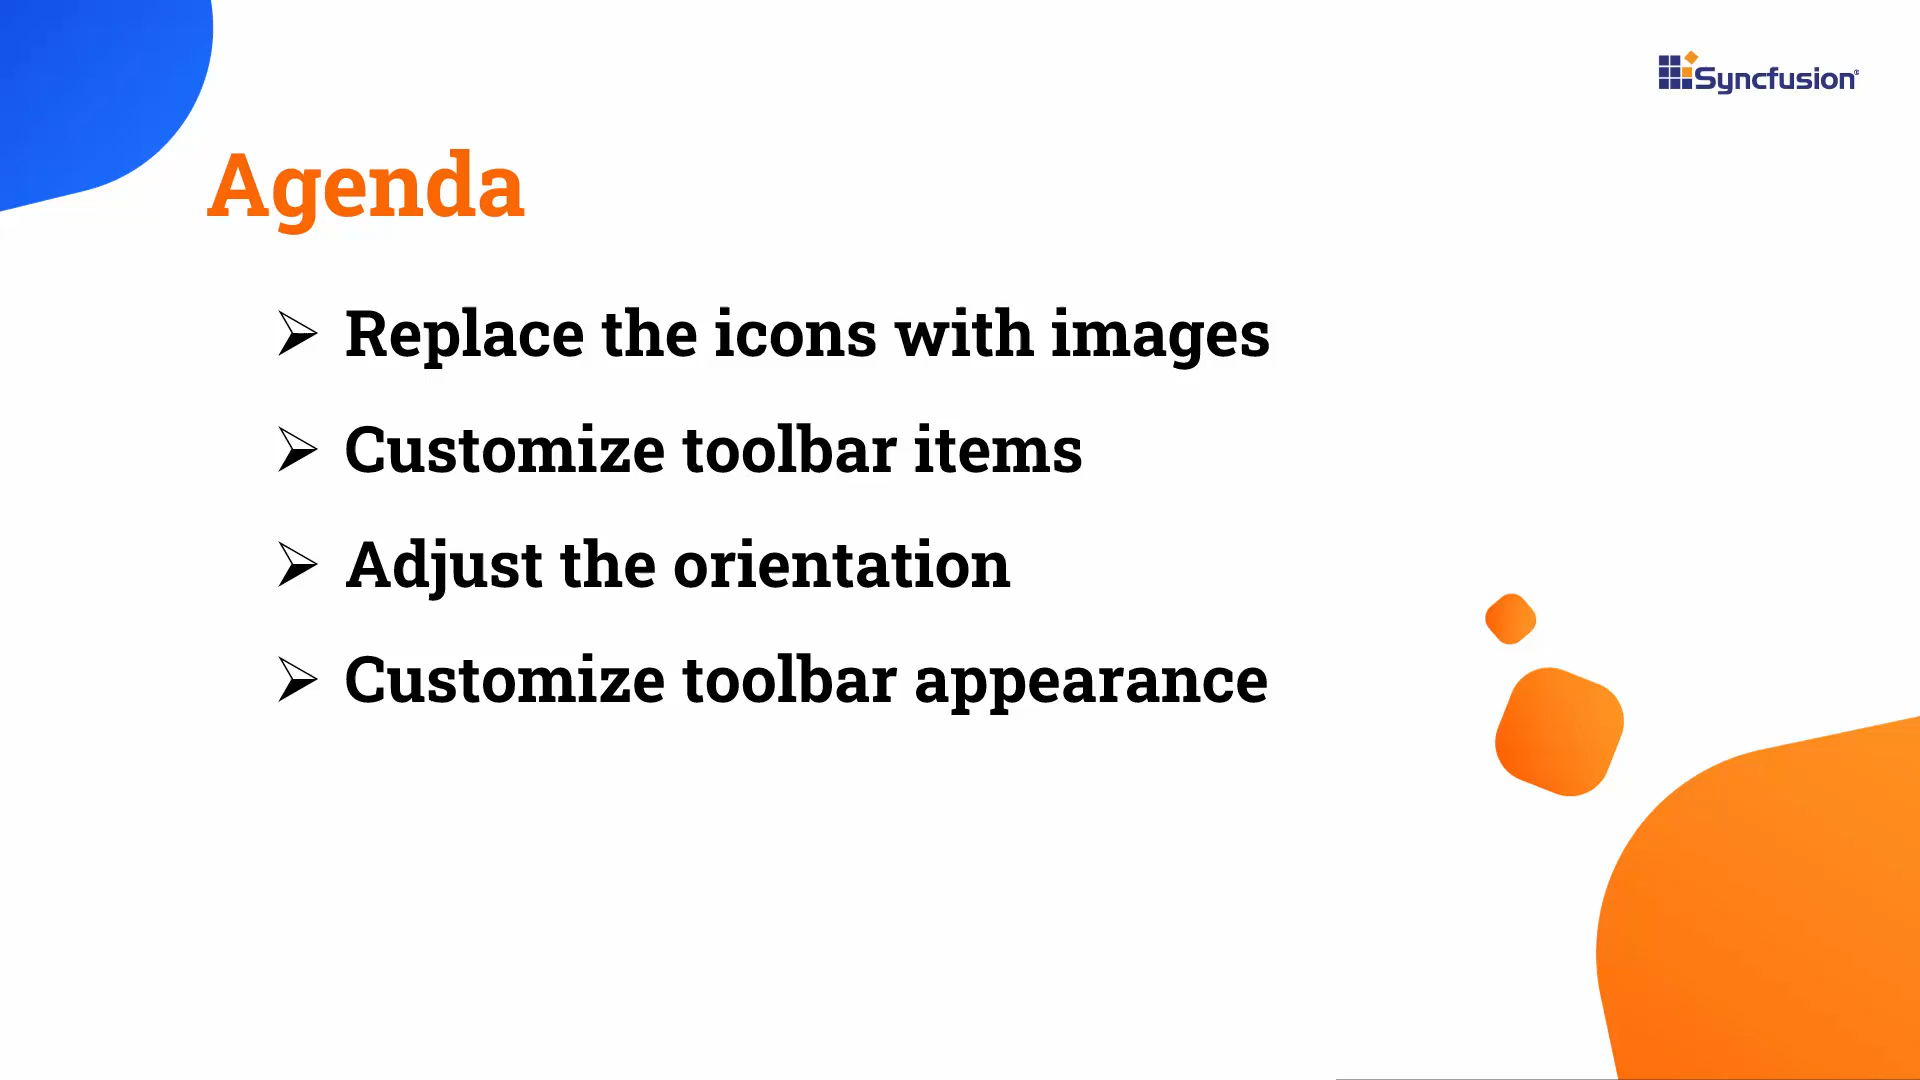 Syncfusion®
Agenda
➢ Replace the icons with images
➢ Customize toolbar items
➢ Adjust the orientation
➢ Customize toolbar appearance